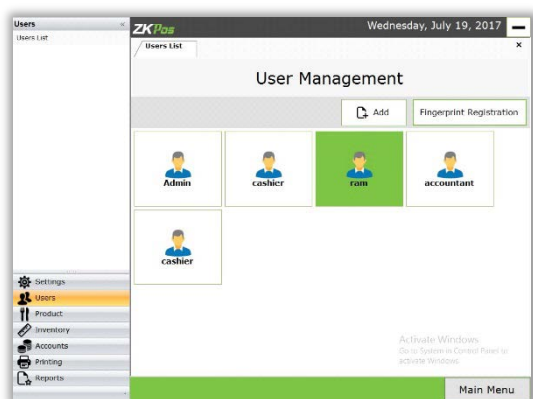 Users «
Users List
ZKPos
Wednesday, July 19, 2017
Users List
×
User Management
Add
Fingerprint Registration
Admin
cashier
ram
accountant
cashier
Settings
Users
Product
Inventory
Accounts
Printing
Reports
Activate Windows
Go to System in Control Panel to
activate Windows.
Main Menu